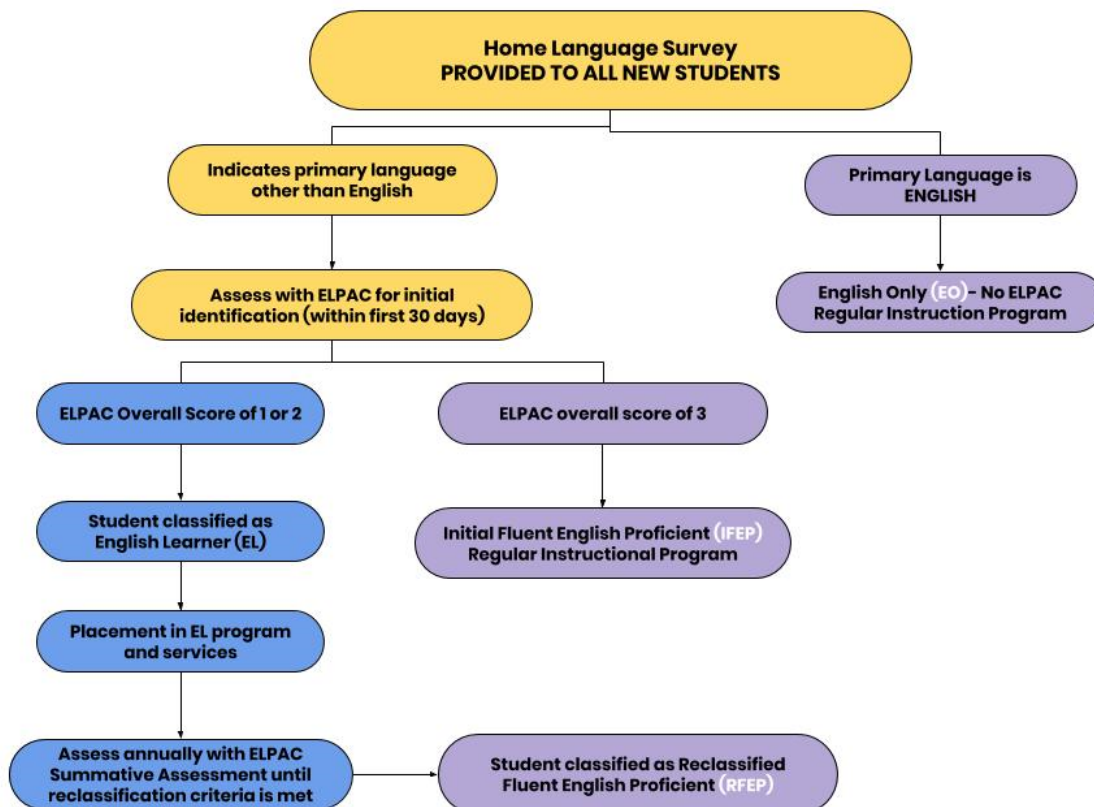 Home Language Survey
PROVIDED TO ALL NEW STUDENTS
Indicates primary language
other than English
Primary Language is
ENGLISH
Assess with ELPAC for initial
identification (within first 30 days)
English Only (EO)- No ELPAC
Regular Instruction Program
ELPAC Overall Score of 1 or 2
ELPAC overall score of 3
Student classified as
English Learner (EL)
Initial Fluent English Proficient (IFEP)
Regular Instructional Program
Placement in EL program
and services
Assess annually with ELPAC
Summative Assessment until
reclassification criteria is met
Student classified as Reclassified
Fluent English Proficient (RFEP)